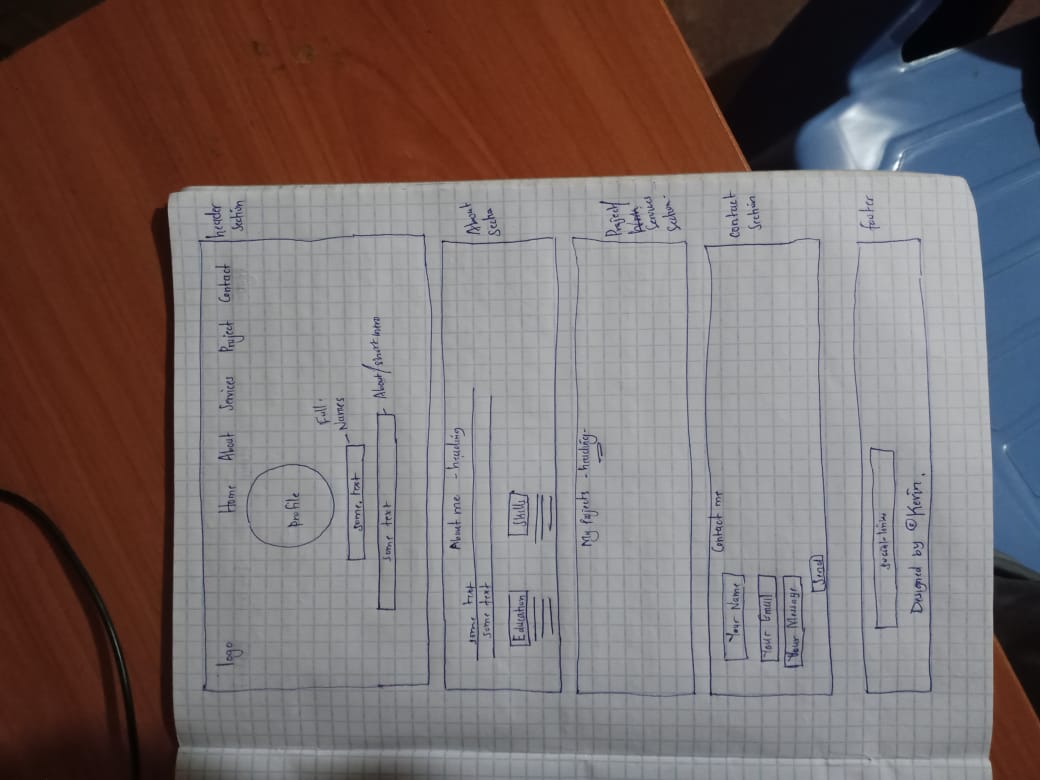 logo Home About Services Project Contact
header
section
profile
some text
Full
Names
some text
About/short intro
About me - heading
some text
some text
Education
Skills
About
Sectio
My Pojects - heading-
Project/
Services
Section
Contact me
Your Name
Your Email
Your Message
Send
Contact
Section
social-links
Designed by @Kevin.
footer